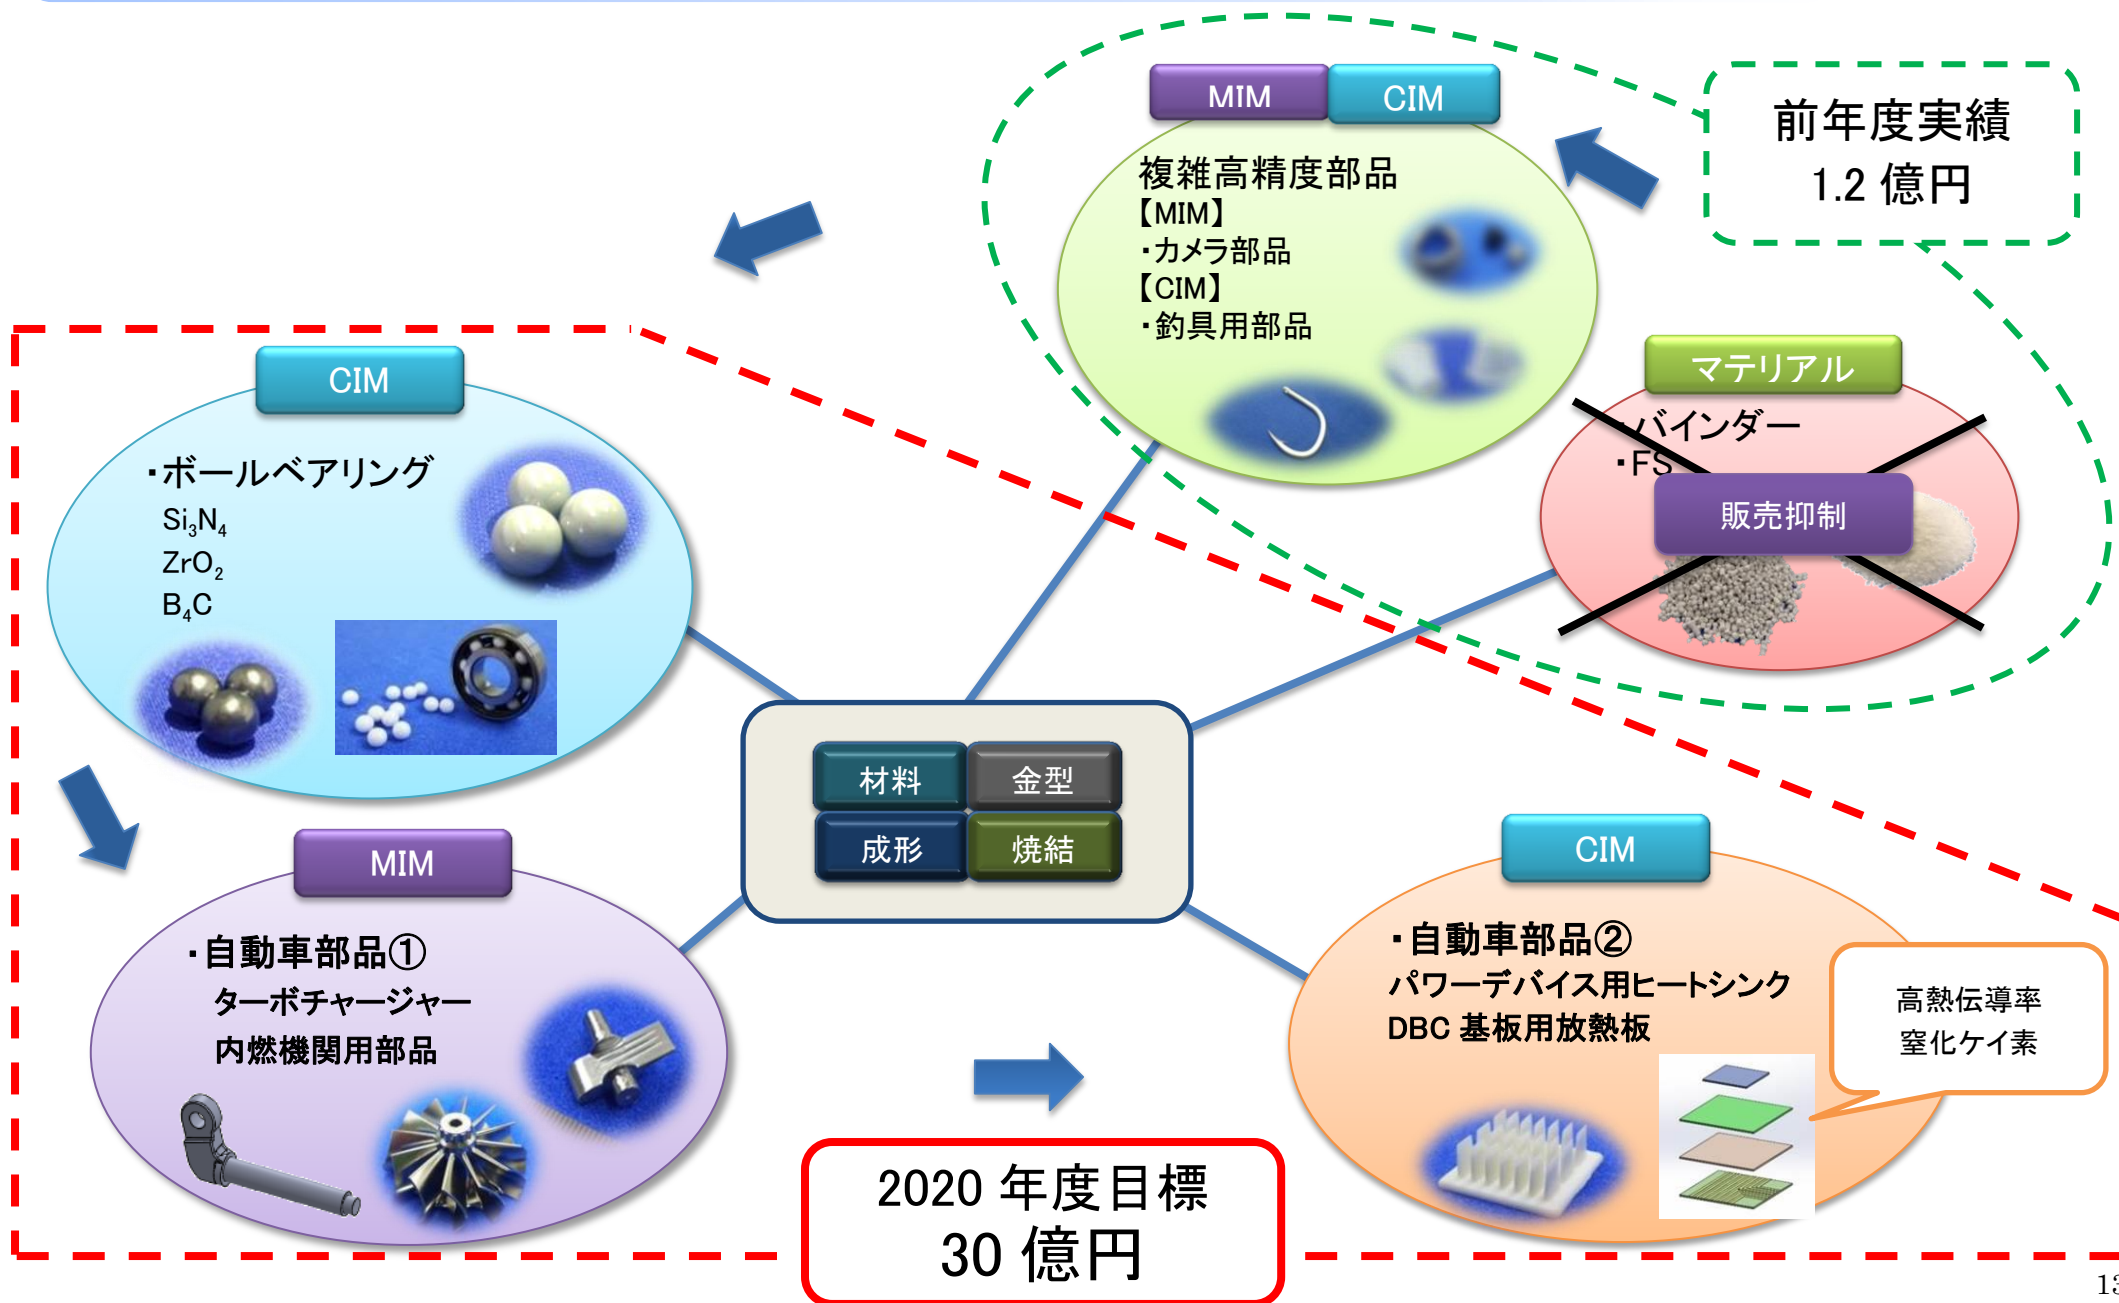 MIM
CIM
複雑高精度部品
【MIM】
・カメラ部品
【CIM】
・釣具用部品
前年度実績
1.2 億円
マテリアル
・バインダー
・FS
販売抑制
CIM
・ボールベアリング
Si₃N₄
ZrO₂
B₄C
材料
金型
成形
焼結
MIM
・自動車部品①
ターボチャージャー
内燃機関用部品
CIM
・自動車部品②
パワーデバイス用ヒートシンク
DBC 基板用放熱板
高熱伝導率
窒化ケイ素
2020 年度目標
30 億円
13